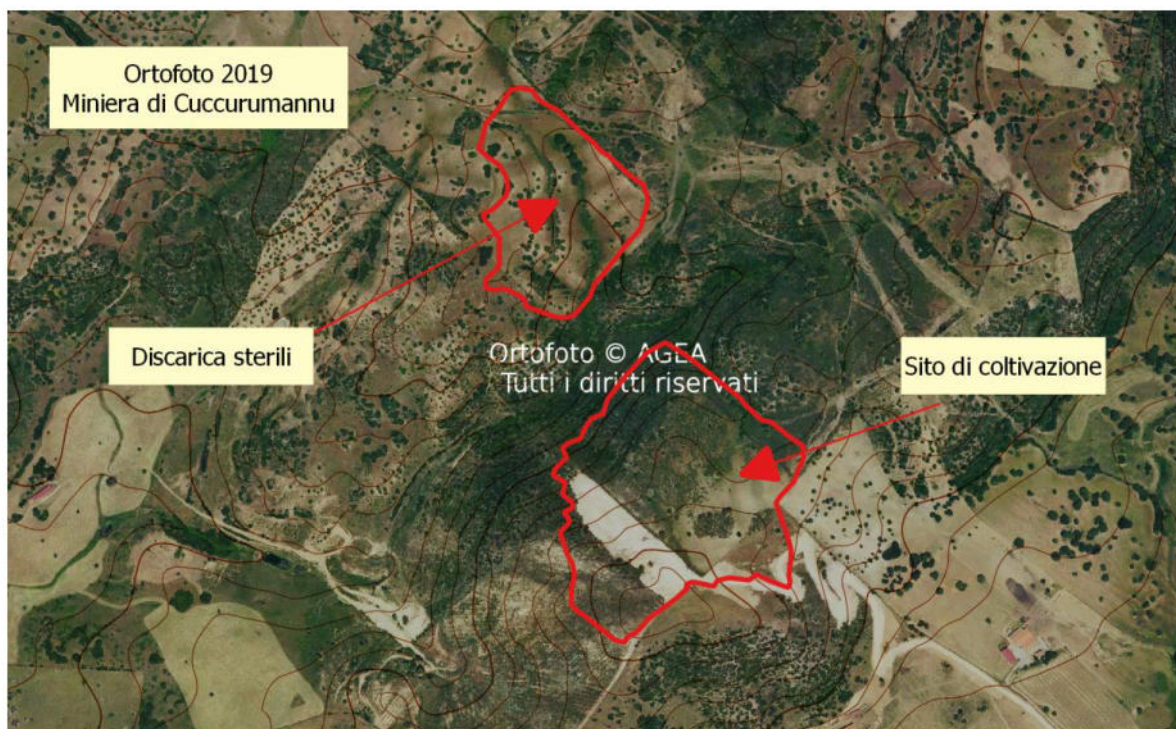 Ortofoto 2019
Miniera di Cuccurumannu
Discarica sterili
Ortofoto © AGEA
Tutti i diritti riservati
Sito di coltivazione